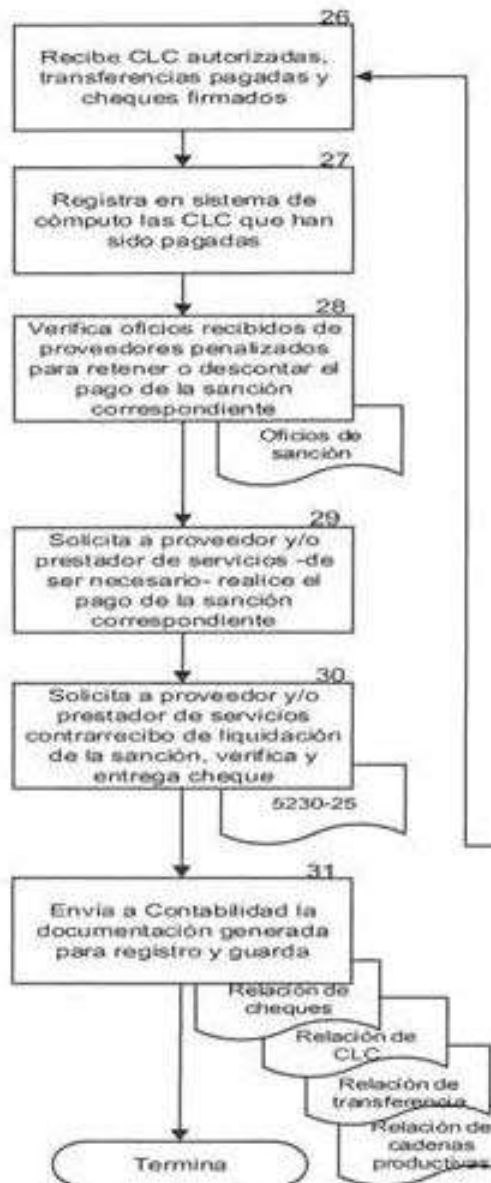 26
Recibe CLC autorizadas,
transferencias pagadas y
cheques firmados
27
Registra en sistema de
cómputo las CLC que han
sido pagadas
28
Verifica oficios recibidos de
proveedores penalizados
para retener o descontar el
pago de la sanción
correspondiente
Oficios de
sanción
29
Solicita a proveedor y/o
prestador de servicios -de
ser necesario- realice el
pago de la sanción
correspondiente
30
Solicita a proveedor y/o
prestador de servicios
contrarrecibo de liquidación
de la sanción, verifica y
entrega cheque
5230-25
31
Envía a Contabilidad la
documentación generada
para registro y guarda
Relación de
cheques
Relación de
CLC
Relación de
transferencia
Relación de
cadenas
productivas
Termina